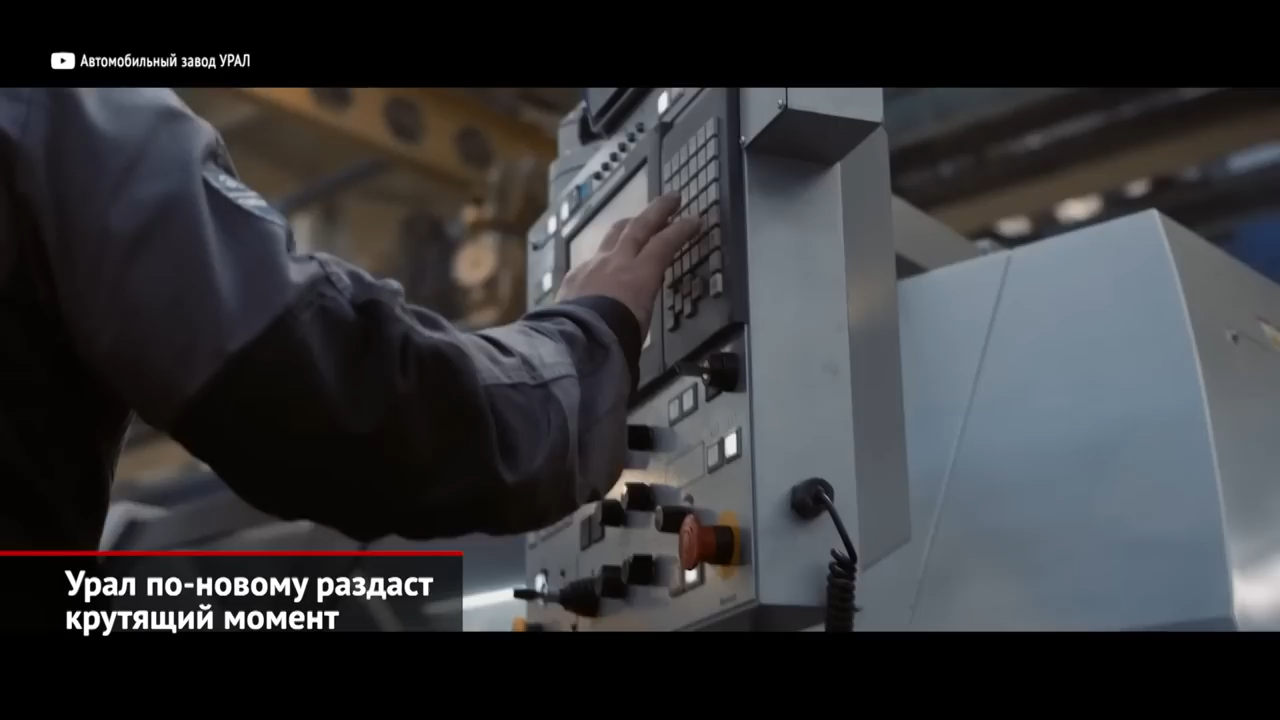 Автомобильный завод УРАЛ
Урал по-новому раздаст
крутящий момент